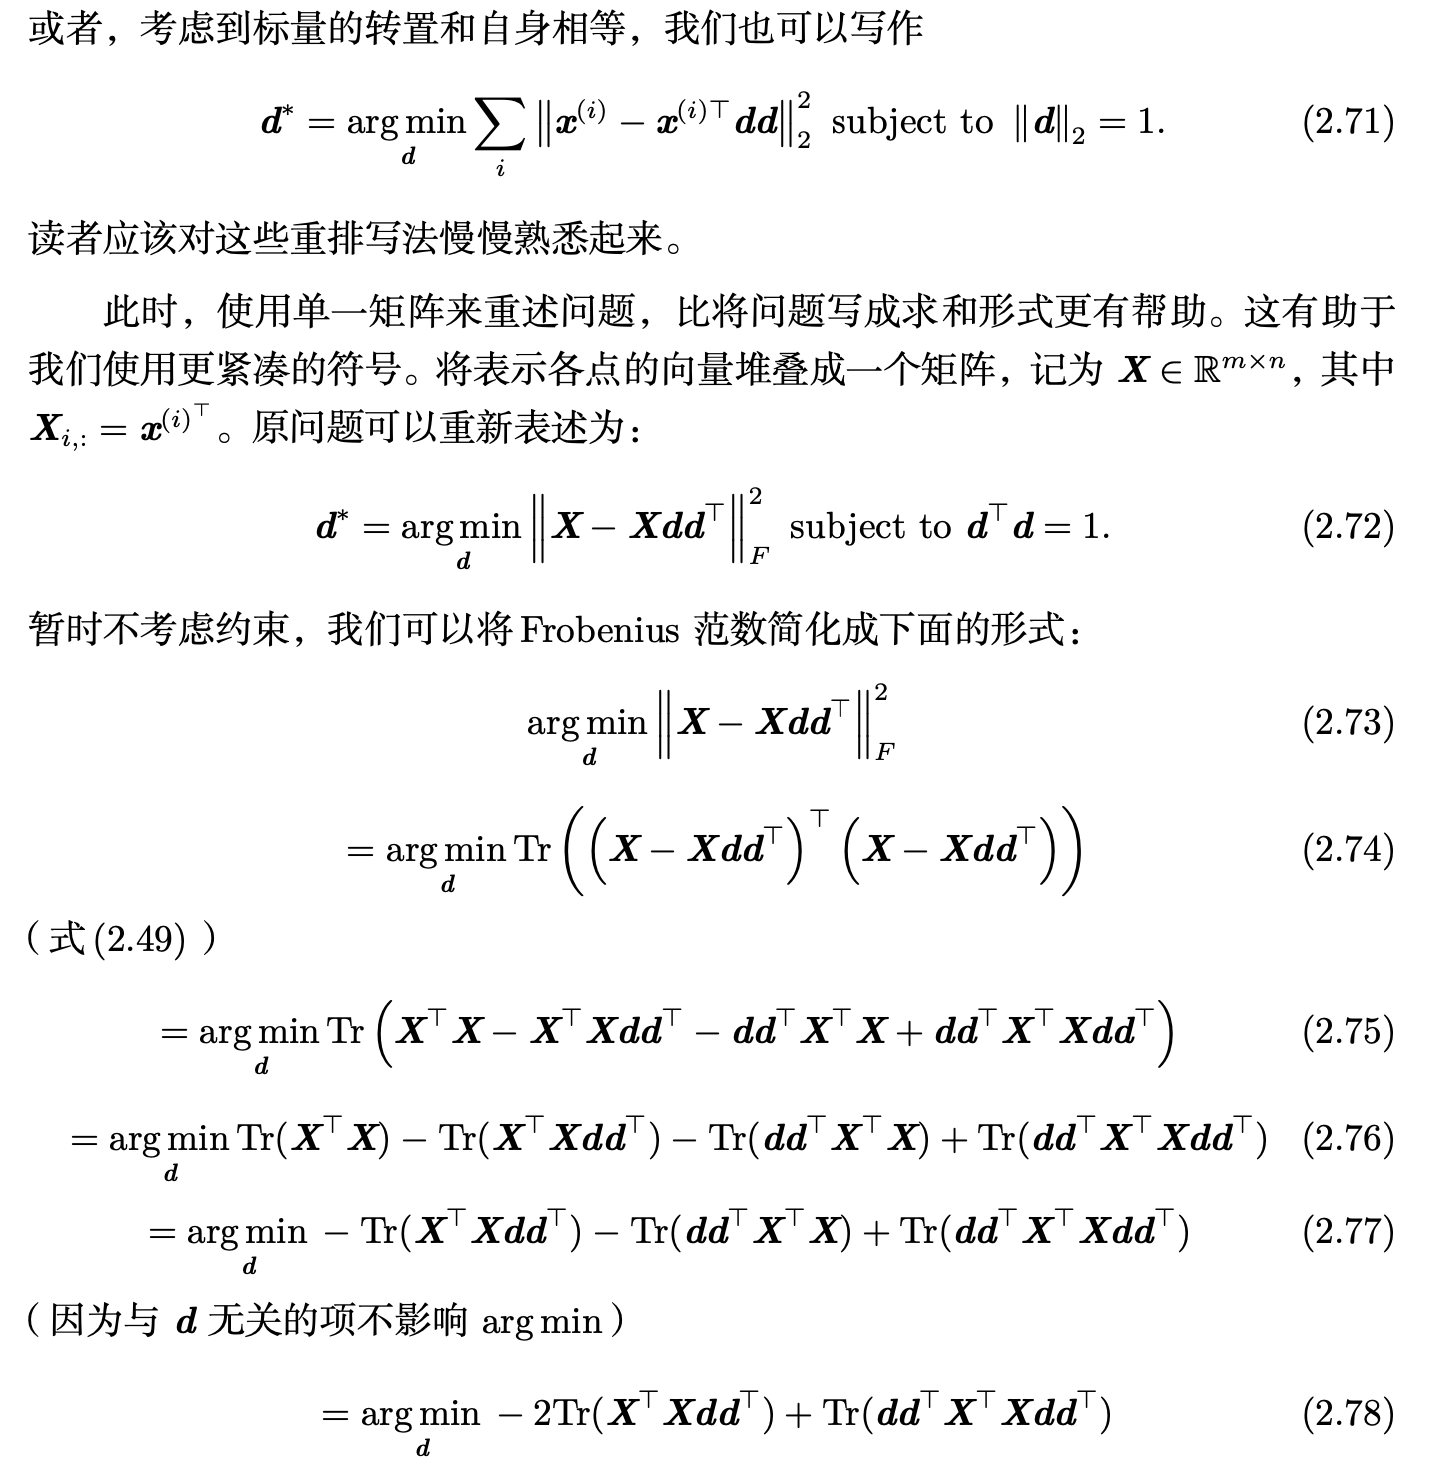 或者，考虑到标量的转置和自身相等，我们也可以写作
$\boldsymbol{d}^* = \underset{\boldsymbol{d}}{\arg\min} \sum_i \left\| \boldsymbol{x}^{(i)} - \boldsymbol{x}^{(i)\top} \boldsymbol{d}\boldsymbol{d} \right\|_2^2 \text{ subject to } \|\boldsymbol{d}\|_2 = 1.$ (2.71)
读者应该对这些重排写法慢慢熟悉起来。
此时，使用单一矩阵来重述问题，比将问题写成求和形式更有帮助。这有助于
我们使用更紧凑的符号。将表示各点的向量堆叠成一个矩阵，记为 $\boldsymbol{X} \in \mathbb{R}^{m \times n}$，其中
$\boldsymbol{X}_{i,:} = \boldsymbol{x}^{(i)^\top}$。原问题可以重新表述为：
$\boldsymbol{d}^* = \underset{\boldsymbol{d}}{\arg\min} \left\| \boldsymbol{X} - \boldsymbol{X}\boldsymbol{d}\boldsymbol{d}^\top \right\|_F^2 \text{ subject to } \boldsymbol{d}^\top \boldsymbol{d} = 1.$ (2.72)
暂时不考虑约束，我们可以将 Frobenius 范数简化成下面的形式：
$\underset{\boldsymbol{d}}{\arg\min} \left\| \boldsymbol{X} - \boldsymbol{X}\boldsymbol{d}\boldsymbol{d}^\top \right\|_F^2$ (2.73)
$= \underset{\boldsymbol{d}}{\arg\min} \operatorname{Tr}\left( \left( \boldsymbol{X} - \boldsymbol{X}\boldsymbol{d}\boldsymbol{d}^\top \right)^\top \left( \boldsymbol{X} - \boldsymbol{X}\boldsymbol{d}\boldsymbol{d}^\top \right) \right)$ (2.74)
（式(2.49)）
$= \underset{\boldsymbol{d}}{\arg\min} \operatorname{Tr}\left( \boldsymbol{X}^\top \boldsymbol{X} - \boldsymbol{X}^\top \boldsymbol{X}\boldsymbol{d}\boldsymbol{d}^\top - \boldsymbol{d}\boldsymbol{d}^\top \boldsymbol{X}^\top \boldsymbol{X} + \boldsymbol{d}\boldsymbol{d}^\top \boldsymbol{X}^\top \boldsymbol{X}\boldsymbol{d}\boldsymbol{d}^\top \right)$ (2.75)
$= \underset{\boldsymbol{d}}{\arg\min} \operatorname{Tr}(\boldsymbol{X}^\top \boldsymbol{X}) - \operatorname{Tr}(\boldsymbol{X}^\top \boldsymbol{X}\boldsymbol{d}\boldsymbol{d}^\top) - \operatorname{Tr}(\boldsymbol{d}\boldsymbol{d}^\top \boldsymbol{X}^\top \boldsymbol{X}) + \operatorname{Tr}(\boldsymbol{d}\boldsymbol{d}^\top \boldsymbol{X}^\top \boldsymbol{X}\boldsymbol{d}\boldsymbol{d}^\top)$ (2.76)
$= \underset{\boldsymbol{d}}{\arg\min} - \operatorname{Tr}(\boldsymbol{X}^\top \boldsymbol{X}\boldsymbol{d}\boldsymbol{d}^\top) - \operatorname{Tr}(\boldsymbol{d}\boldsymbol{d}^\top \boldsymbol{X}^\top \boldsymbol{X}) + \operatorname{Tr}(\boldsymbol{d}\boldsymbol{d}^\top \boldsymbol{X}^\top \boldsymbol{X}\boldsymbol{d}\boldsymbol{d}^\top)$ (2.77)
（因为与 $\boldsymbol{d}$ 无关的项不影响 arg min）
$= \underset{\boldsymbol{d}}{\arg\min} - 2\operatorname{Tr}(\boldsymbol{X}^\top \boldsymbol{X}\boldsymbol{d}\boldsymbol{d}^\top) + \operatorname{Tr}(\boldsymbol{d}\boldsymbol{d}^\top \boldsymbol{X}^\top \boldsymbol{X}\boldsymbol{d}\boldsymbol{d}^\top)$ (2.78)